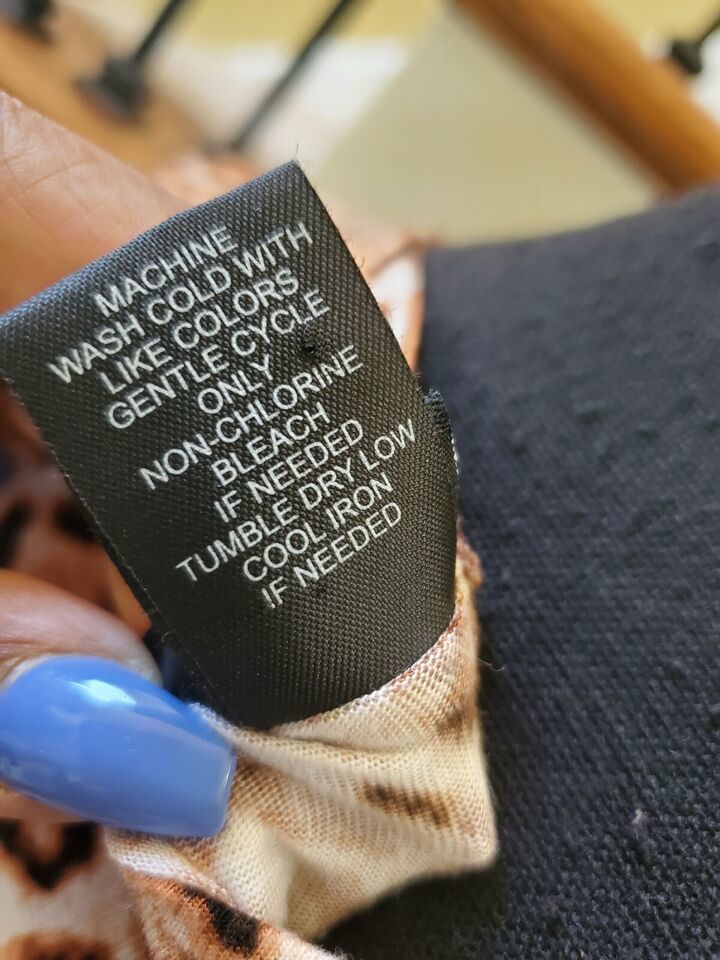 MACHINE
WASH COLD WITH
LIKE COLORS
GENTLE CYCLE
ONLY
NON-CHLORINE
BLEACH
IF NEEDED
TUMBLE DRY LOW
COOL IRON
IF NEEDED